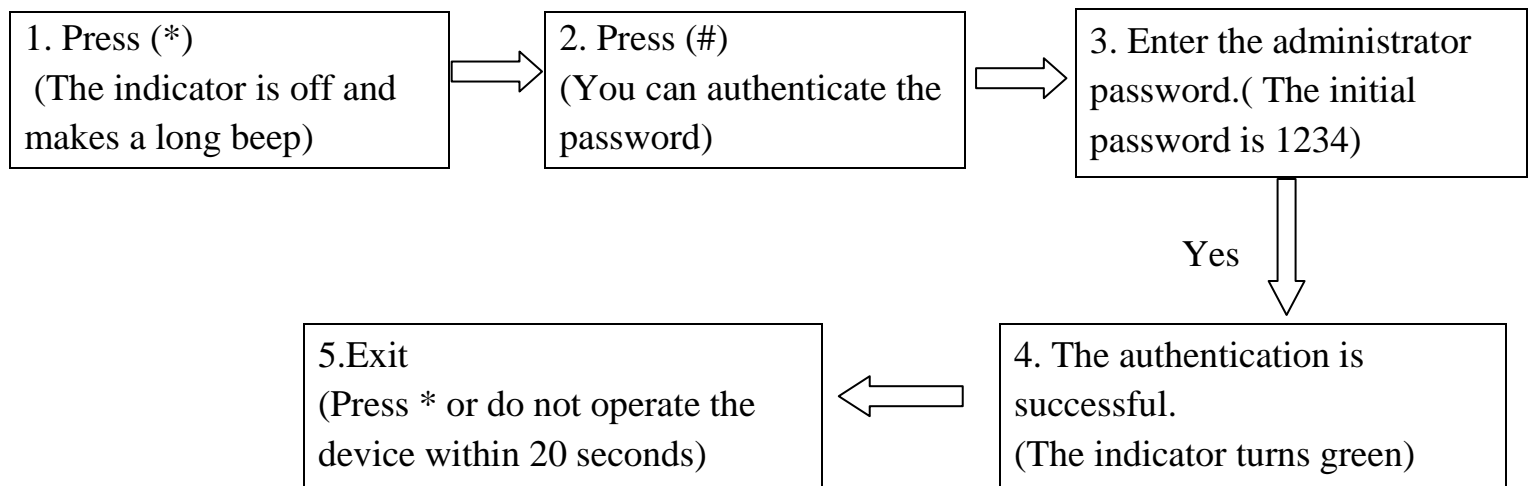 1. Press (*)
(The indicator is off and
makes a long beep)
2. Press (#)
(You can authenticate the
password)
3. Enter the administrator
password.( The initial
password is 1234)
Yes
4. The authentication is
successful.
(The indicator turns green)
5.Exit
(Press * or do not operate the
device within 20 seconds)